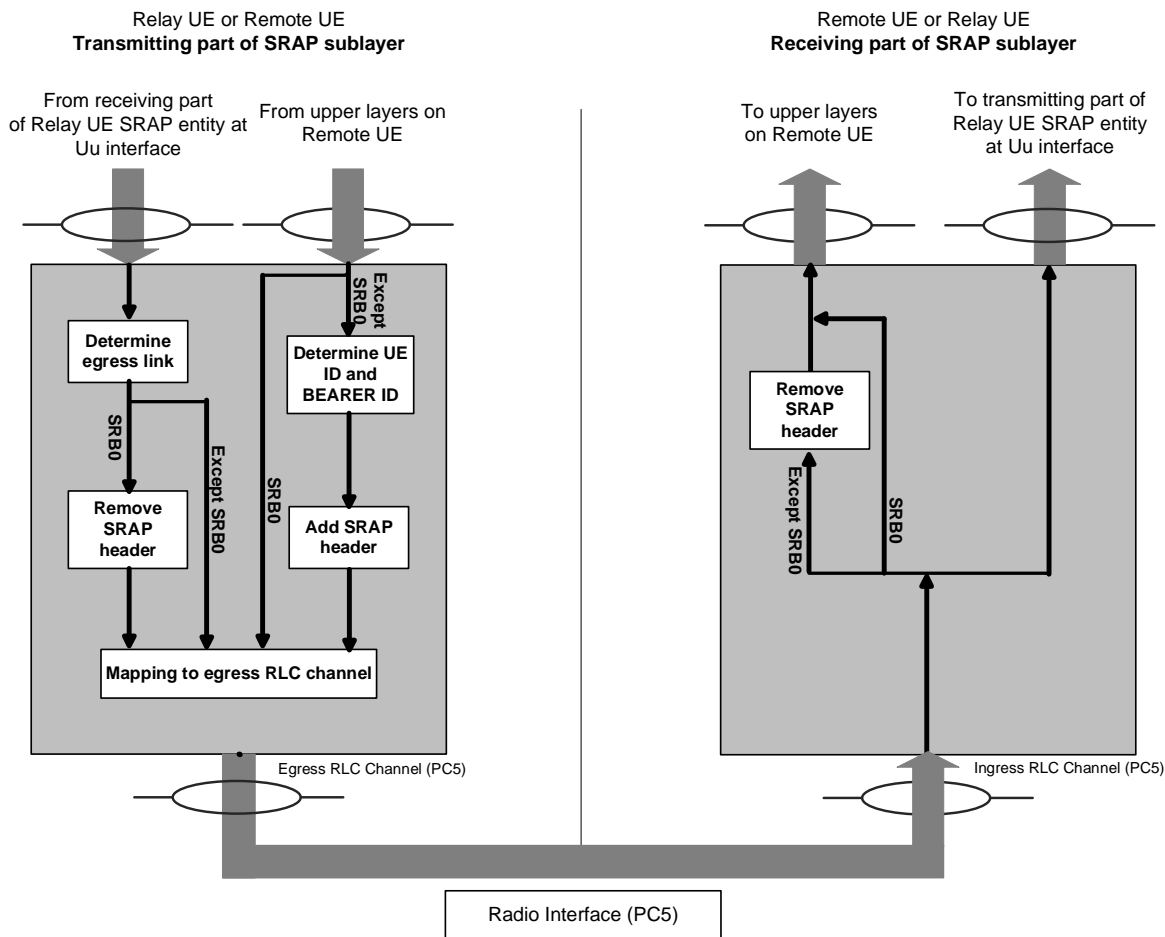 Relay UE or Remote UE
Transmitting part of SRAP sublayer
From receiving part
of Relay UE SRAP entity at
Uu interface
From upper layers on
Remote UE
Determine
egress link
SRB0
Except SRB0
Remove
SRAP
header
SRB0
Except
SRB0
Determine UE
ID and
BEARER ID
Add SRAP
header
Mapping to egress RLC channel
Egress RLC Channel (PC5)
Remote UE or Relay UE
Receiving part of SRAP sublayer
To upper layers
on Remote UE
To transmitting part of
Relay UE SRAP entity
at Uu interface
Remove
SRAP
header
Except SRB0
SRB0
Ingress RLC Channel (PC5)
Radio Interface (PC5)